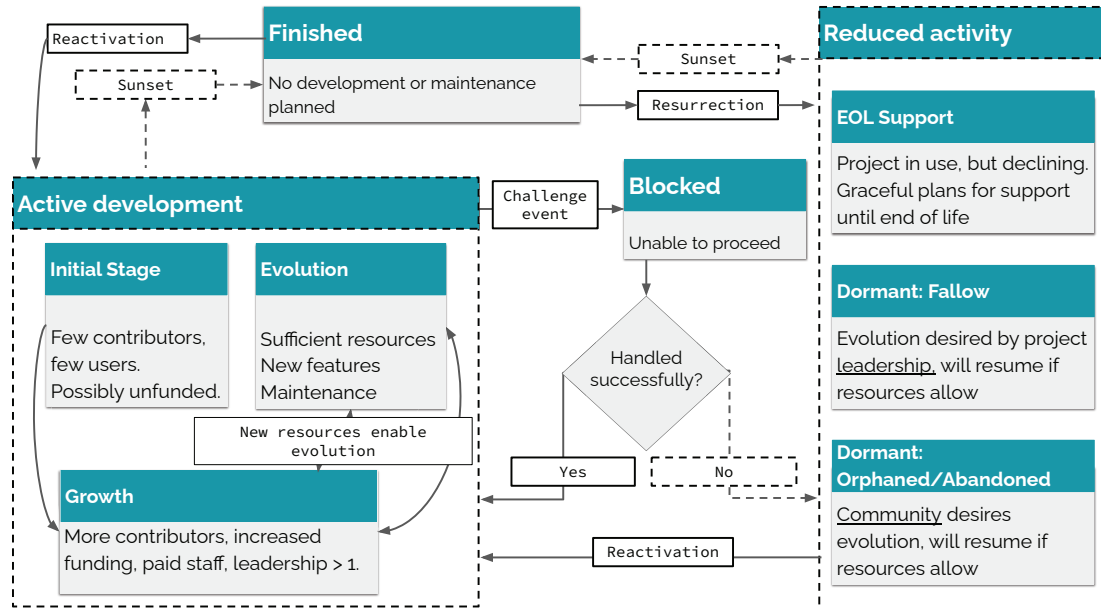 Reactivation
Finished
No development or maintenance
planned
Sunset
Sunset
Resurrection
Reduced activity
EOL Support
Project in use, but declining.
Graceful plans for support
until end of life
Active development
Challenge
event
Blocked
Unable to proceed
Initial Stage
Few contributors,
few users.
Possibly unfunded.
Evolution
Sufficient resources
New features
Maintenance
New resources enable
evolution
Growth
More contributors, increased
funding, paid staff, leadership > 1.
Handled
successfully?
Yes
No
Reactivation
Dormant: Fallow
Evolution desired by project
leadership, will resume if
resources allow
Dormant:
Orphaned/Abandoned
Community desires
evolution, will resume if
resources allow